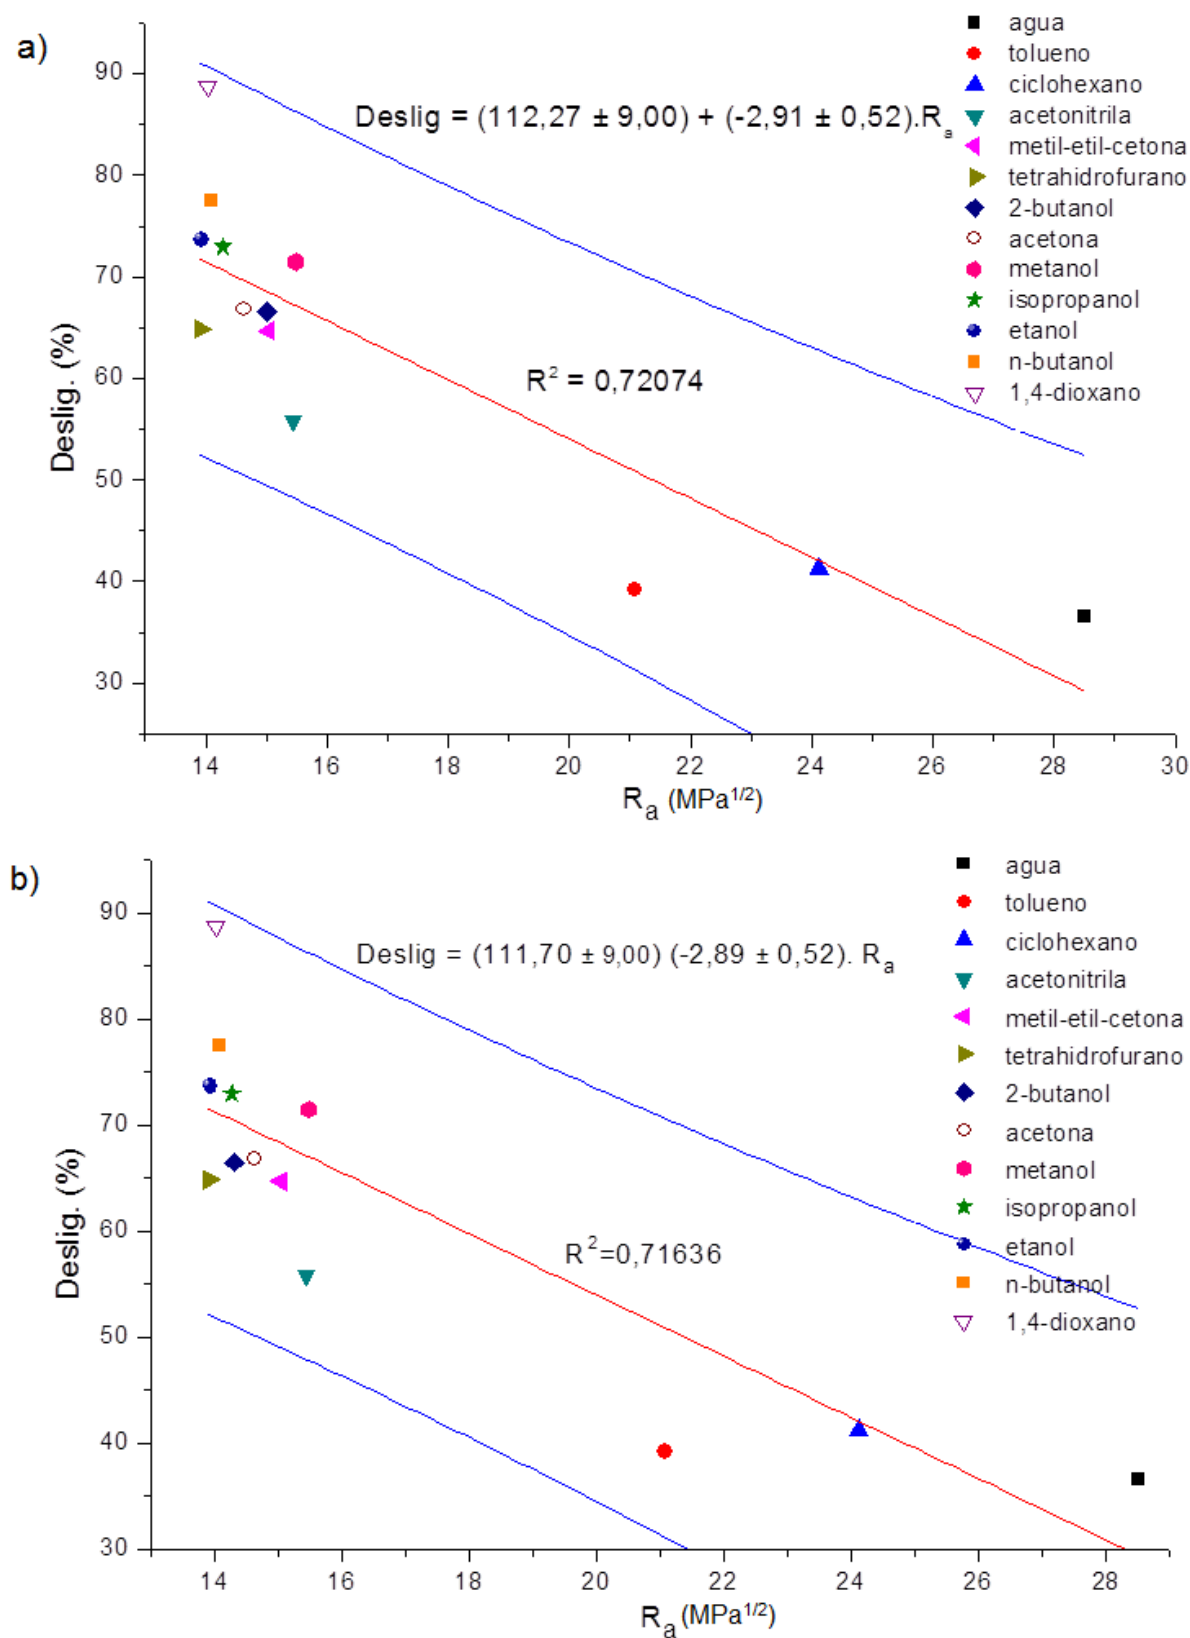 a)
agua
tolueno
ciclohexano
acetonitrila
metil-etil-cetona
tetrahidrofurano
2-butanol
acetona
metanol
isopropanol
etanol
n-butanol
1,4-dioxano
Deslig = (112,27 ± 9,00) + (-2,91 ± 0,52).Rₐ
R² = 0,72074
Deslig. (%)
90
80
70
60
50
40
30
14 16 18 20 22 24 26 28 30
Rₐ (MPa¹ᐟ²)
b)
agua
tolueno
ciclohexano
acetonitrila
metil-etil-cetona
tetrahidrofurano
2-butanol
acetona
metanol
isopropanol
etanol
n-butanol
1,4-dioxano
Deslig = (111,70 ± 9,00) (-2,89 ± 0,52). Rₐ
R²=0,71636
Deslig. (%)
90
80
70
60
50
40
30
14 16 18 20 22 24 26 28
Rₐ (MPa¹ᐟ²)